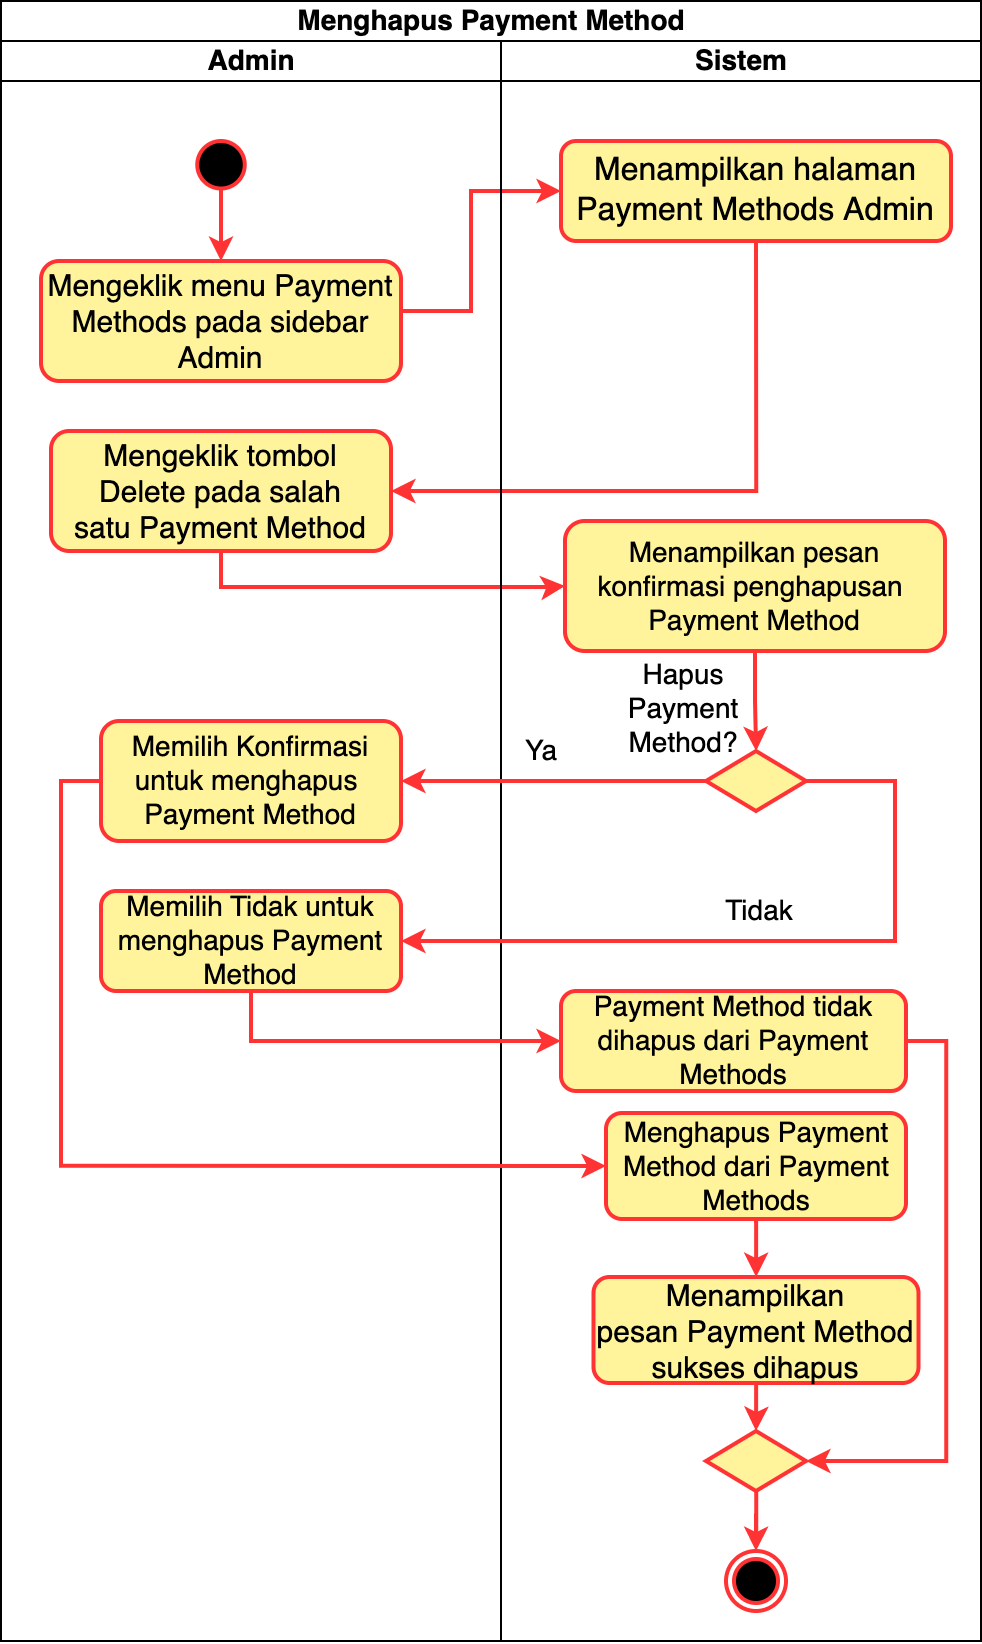 Menghapus Payment Method
Admin
Sistem
Menampilkan halaman
Payment Methods Admin
Mengeklik menu Payment
Methods pada sidebar
Admin
Mengeklik tombol
Delete pada salah
satu Payment Method
Menampilkan pesan
konfirmasi penghapusan
Payment Method
Hapus
Payment
Method?
Ya
Memilih Konfirmasi
untuk menghapus
Payment Method
Tidak
Memilih Tidak untuk
menghapus Payment
Method
Payment Method tidak
dihapus dari Payment
Methods
Menghapus Payment
Method dari Payment
Methods
Menampilkan
pesan Payment Method
sukses dihapus